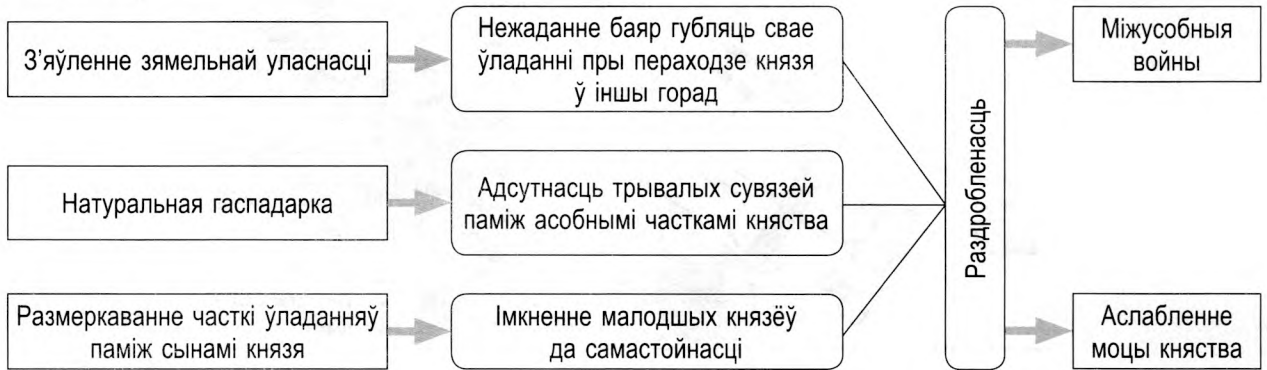 З’яўленне зямельнай уласнасці
Нежаданне баяр губляць свае
ўладанні пры пераходзе князя
ў іншы горад
Натуральная гаспадарка
Адсутнасць трывалых сувязей
паміж асобнымі часткамі княства
Размеркаванне часткі ўладанняў
паміж сынамі князя
Імкненне малодшых князёў
да самастойнасці
Раздробленасць
Міжусобныя
войны
Аслабленне
моцы княства